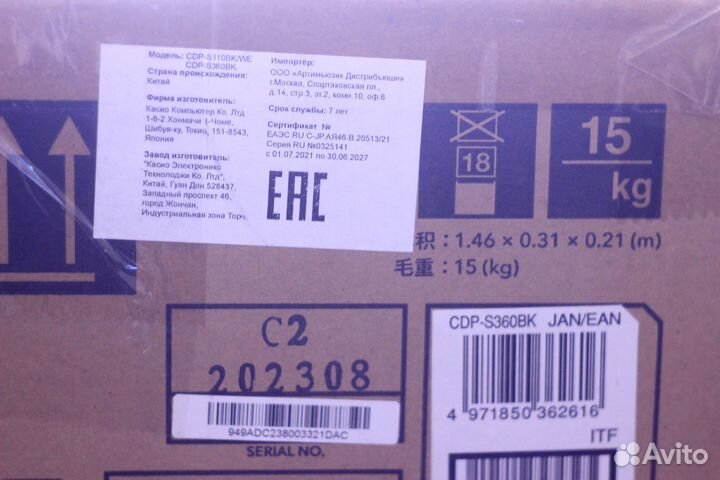 Модель: CDP-S110BK/WE
CDP-S360BK
Страна происхождения:
Китай
Фирма изготовитель:
Касио Компьютер Ко. Лтд
1-6-2 Хонмачи 1-Чоме,
Шибуя-ку, Токио, 151-8543,
Япония
Завод изготовитель:
"Касио Электронико
Текнолоджи Ко. Лтд",
Китай, Гуан Дон 528437,
Западный проспект 46,
город Жончан,
Индустриальная зона Торч
Импортёр:
ООО «Артимьюзик Дистрибьюшн»
г.Москва, Спартаковская пл.,
д.14, стр.3, эт.2, комн.10, оф.6
Срок службы: 7 лет
Сертификат №
ЕАЭС RU С-JP.АЯ46.В.20513/21
Серия RU №0325141
с 01.07.2021 по 30.06.2027
EAC
18
15
kg
积：1.46 × 0.31 × 0.21 (m)
毛重：15 (kg)
C2
202308
949ADC238003321DAC
SERIAL NO.
CDP-S360BK JAN/EAN
4 971850 362616
ITF
Avito